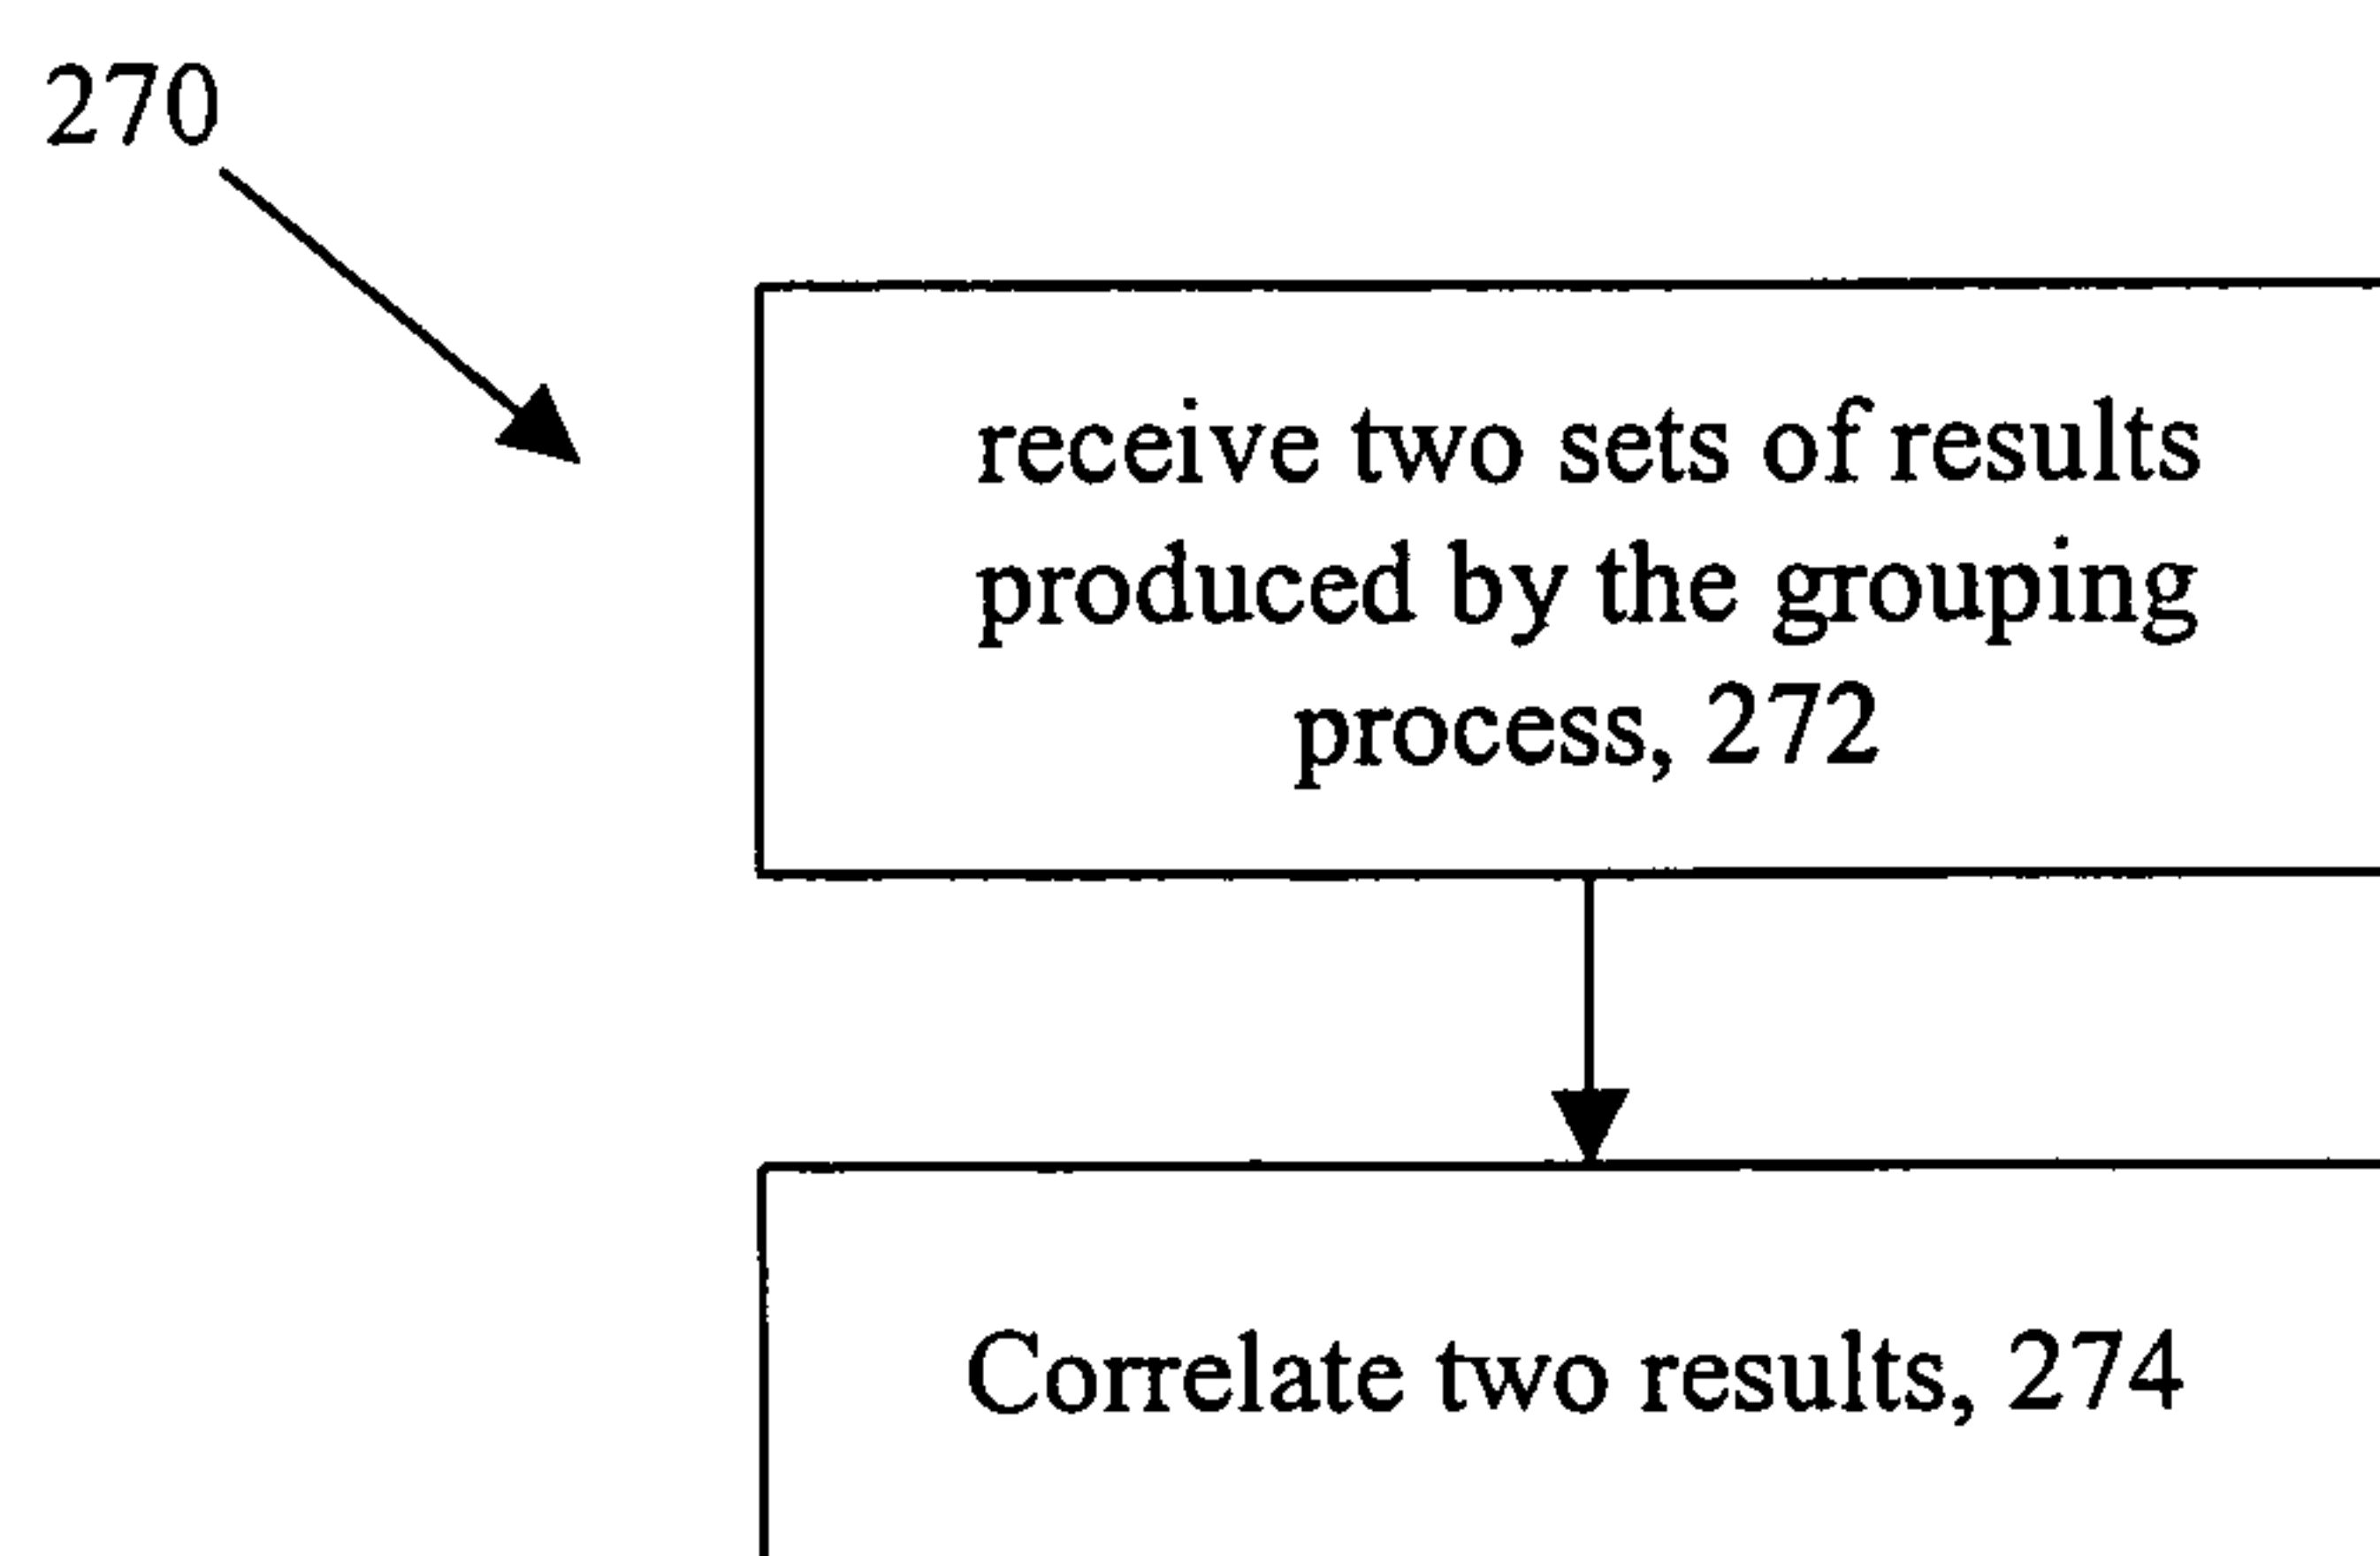 270
receive two sets of results
produced by the grouping
process, 272
Correlate two results, 274